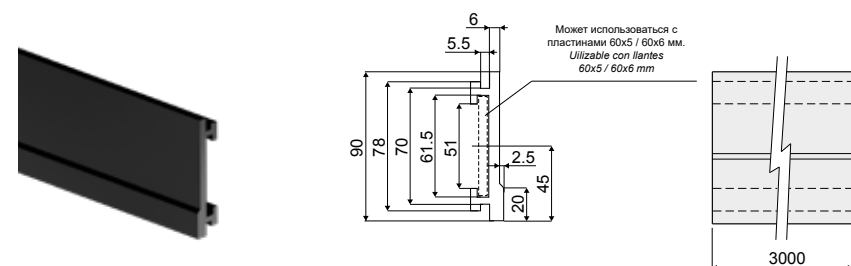 6
5.5
Может использоваться с
пластинами 60x5 / 60x6 мм.
Uilizable con llantes
60x5 / 60x6 mm
90
78
70
61.5
51
2.5
45
20
3000